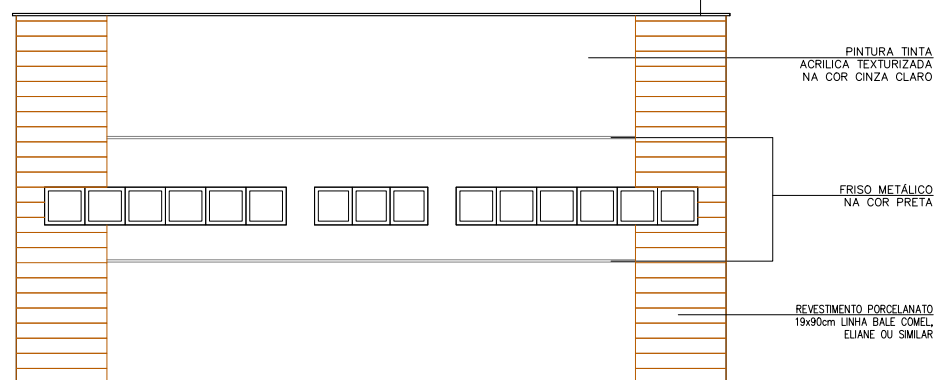 PINTURA TINTA
ACRILICA TEXTURIZADA
NA COR CINZA CLARO
FRISO METÁLICO
NA COR PRETA
REVESTIMENTO PORCELANATO
19x90cm LINHA BALE COMEL,
ELIANE OU SIMILAR